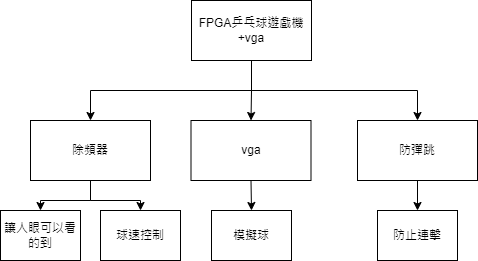 FPGA乒乓球遊戲機
+vga
除頻器
vga
防彈跳
讓人眼可以看
的到
球速控制
模擬球
防止連擊